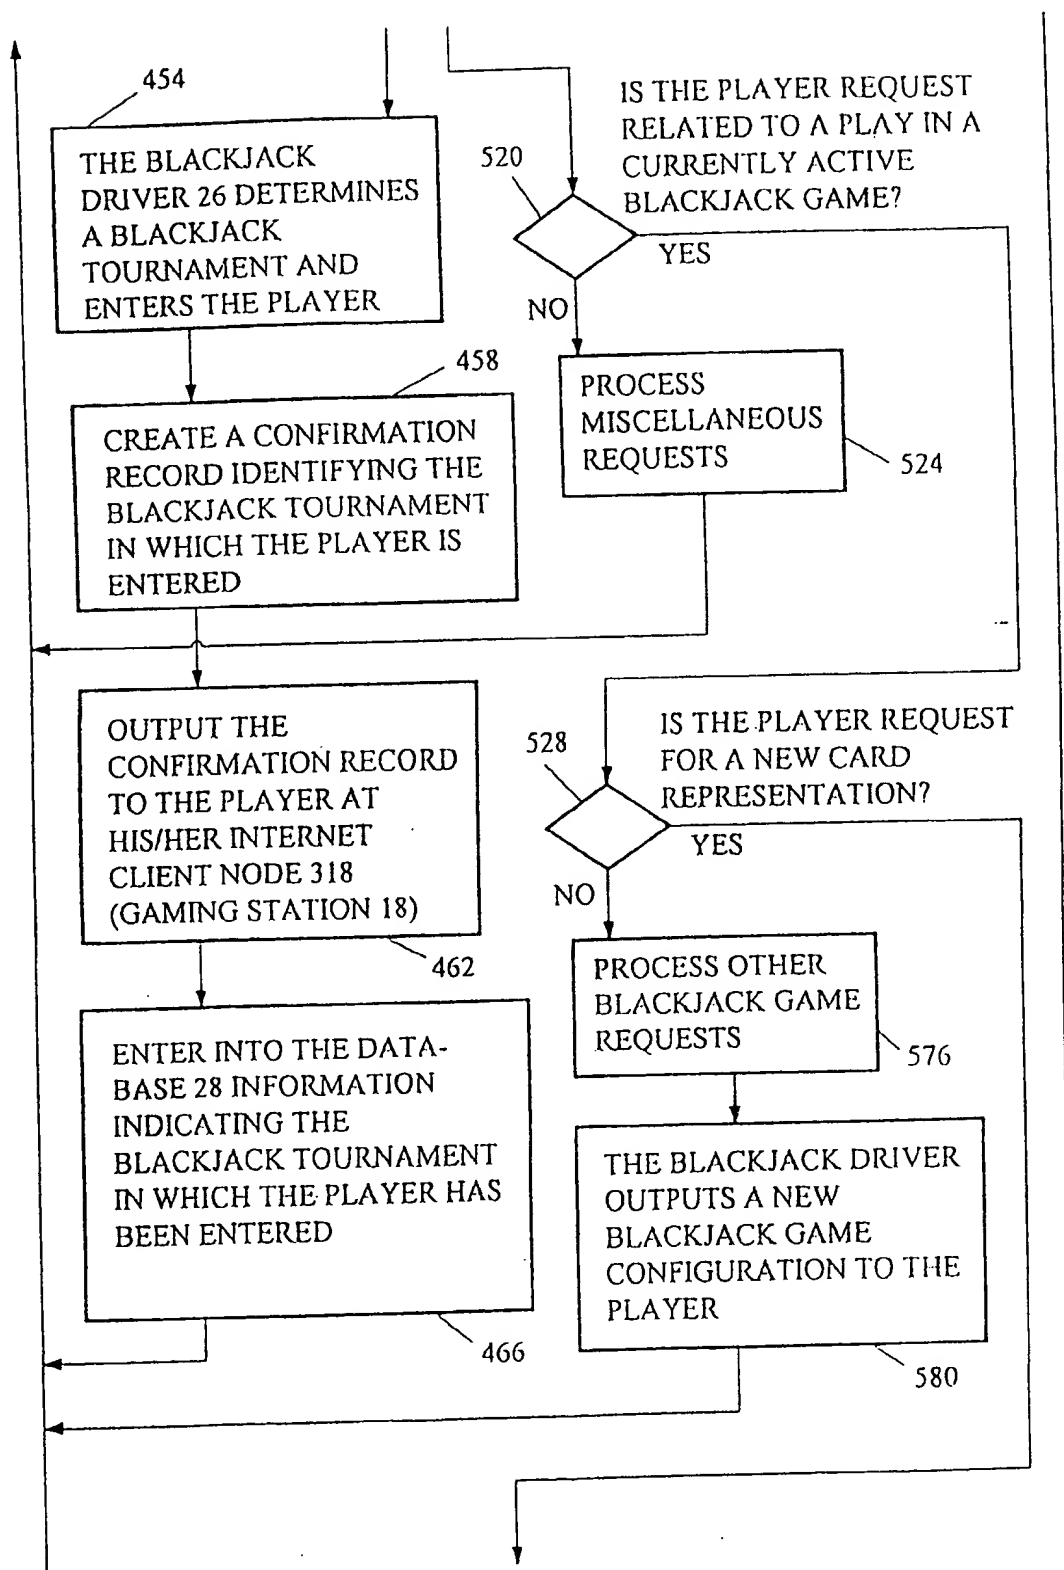 454
THE BLACKJACK
DRIVER 26 DETERMINES
A BLACKJACK
TOURNAMENT AND
ENTERS THE PLAYER
458
CREATE A CONFIRMATION
RECORD IDENTIFYING THE
BLACKJACK TOURNAMENT
IN WHICH THE PLAYER IS
ENTERED
OUTPUT THE
CONFIRMATION RECORD
TO THE PLAYER AT
HIS/HER INTERNET
CLIENT NODE 318
(GAMING STATION 18)
462
ENTER INTO THE DATA-
BASE 28 INFORMATION
INDICATING THE
BLACKJACK TOURNAMENT
IN WHICH THE PLAYER HAS
BEEN ENTERED
466
IS THE PLAYER REQUEST
RELATED TO A PLAY IN A
CURRENTLY ACTIVE
BLACKJACK GAME?
520
YES
NO
PROCESS
MISCELLANEOUS
REQUESTS
524
IS THE PLAYER REQUEST
FOR A NEW CARD
REPRESENTATION?
528
YES
NO
PROCESS OTHER
BLACKJACK GAME
REQUESTS
576
THE BLACKJACK DRIVER
OUTPUTS A NEW
BLACKJACK GAME
CONFIGURATION TO THE
PLAYER
580